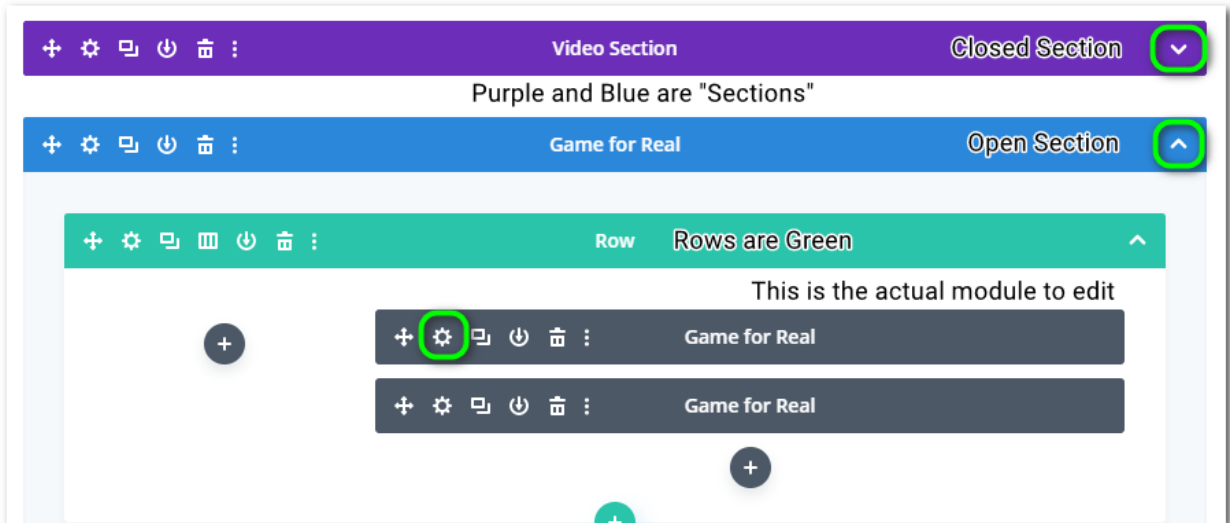 Video Section Closed Section
Purple and Blue are "Sections"
Game for Real Open Section
Row Rows are Green
This is the actual module to edit
Game for Real
Game for Real